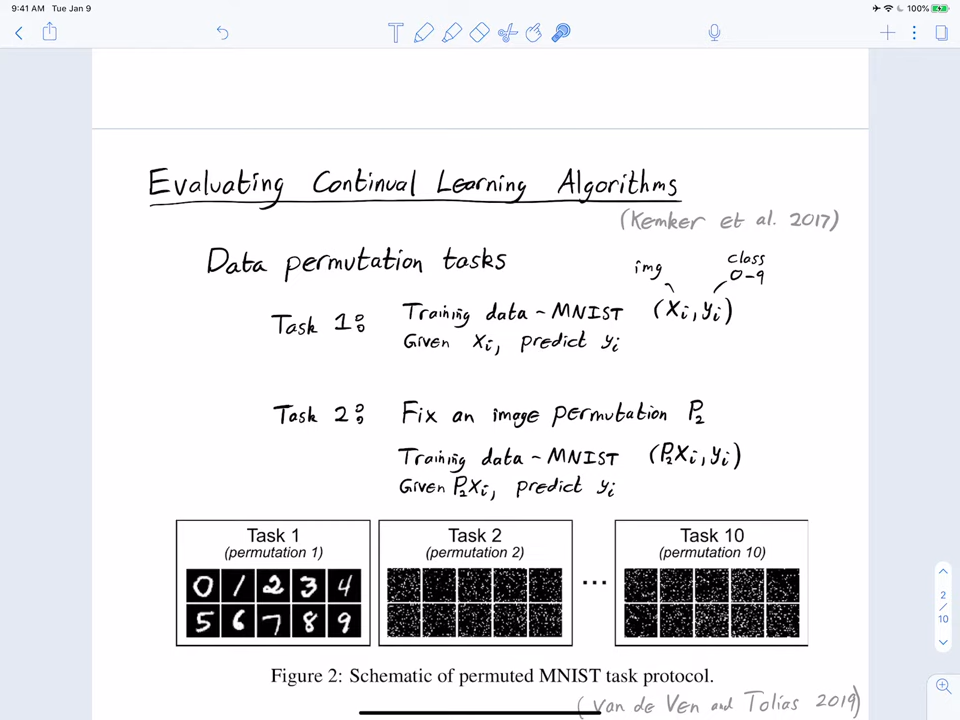 9:41 AM Tue Jan 9
100%
Evaluating Continual Learning Algorithms
(Kemker et al. 2017)
Data permutation tasks
img
class
0-9
Task 1: Training data ~ MNIST (Xi, yi)
Given Xi, predict yi
Task 2: Fix an image permutation P2
Training data ~ MNIST (P2Xi, yi)
Given P2Xi, predict yi
Task 1 Task 2 Task 10
(permutation 1) (permutation 2) ... (permutation 10)
0 1 2 3 4
5 6 7 8 9
Figure 2: Schematic of permuted MNIST task protocol.
(van de Ven and Tolias 2019)
2
/
10